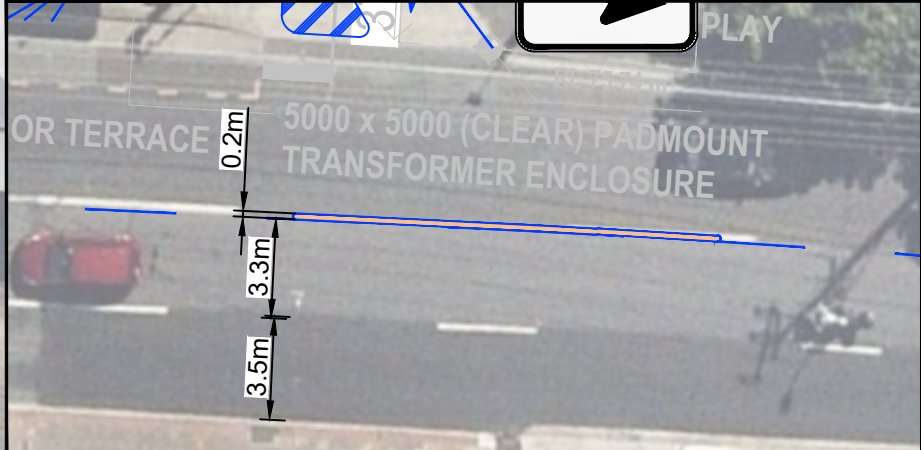 PLAY
OR TERRACE
5000 x 5000 (CLEAR) PADMOUNT
TRANSFORMER ENCLOSURE
0.2m
3.3m
3.5m